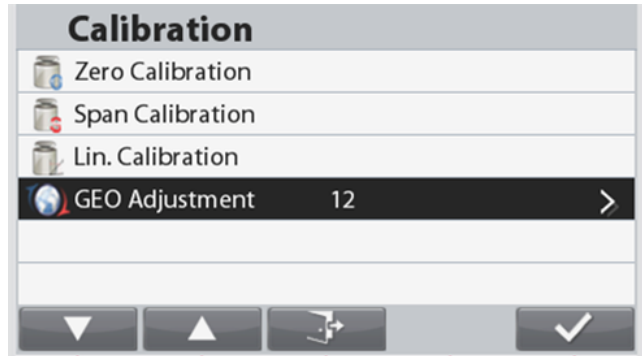 Calibration
Zero Calibration
Span Calibration
Lin. Calibration
GEO Adjustment 12